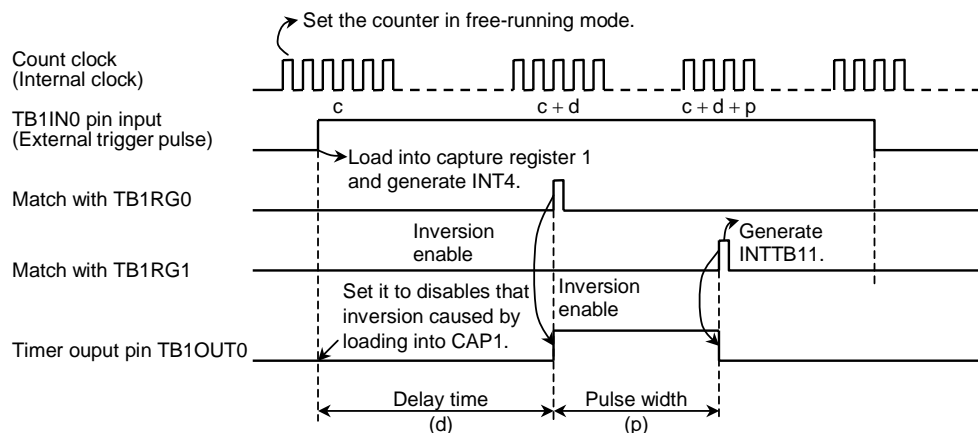 Set the counter in free-running mode.
Count clock
(Internal clock)
c
c + d
c + d + p
TB1IN0 pin input
(External trigger pulse)
Load into capture register 1
and generate INT4.
Match with TB1RG0
Inversion
enable
Generate
INTTB11.
Match with TB1RG1
Inversion
enable
Set it to disables that
inversion caused by
loading into CAP1.
Timer ouput pin TB1OUT0
Delay time
(d)
Pulse width
(p)